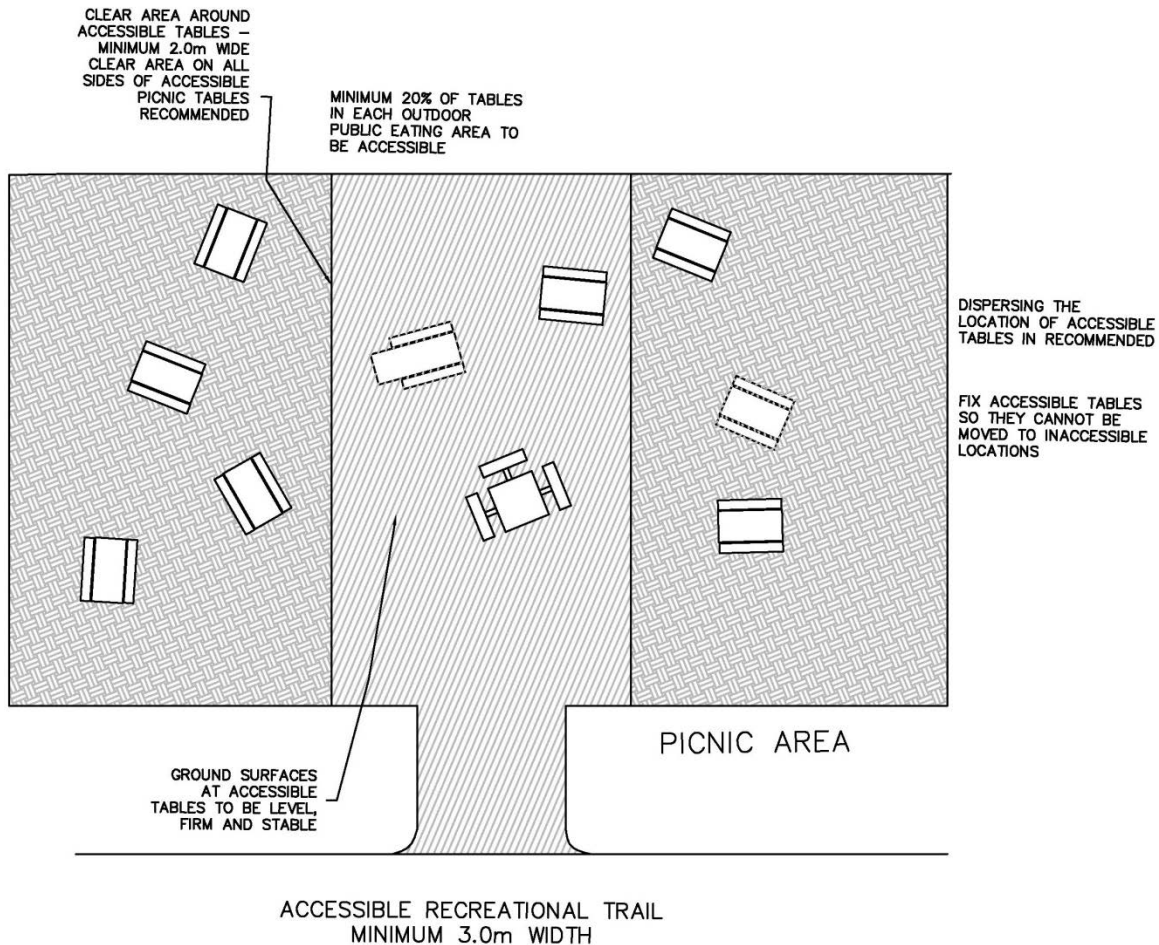 CLEAR AREA AROUND
ACCESSIBLE TABLES –
MINIMUM 2.0m WIDE
CLEAR AREA ON ALL
SIDES OF ACCESSIBLE
PICNIC TABLES
RECOMMENDED
MINIMUM 20% OF TABLES
IN EACH OUTDOOR
PUBLIC EATING AREA TO
BE ACCESSIBLE
DISPERSING THE
LOCATION OF ACCESSIBLE
TABLES IN RECOMMENDED
FIX ACCESSIBLE TABLES
SO THEY CANNOT BE
MOVED TO INACCESSIBLE
LOCATIONS
PICNIC AREA
GROUND SURFACES
AT ACCESSIBLE
TABLES TO BE LEVEL,
FIRM AND STABLE
ACCESSIBLE RECREATIONAL TRAIL
MINIMUM 3.0m WIDTH